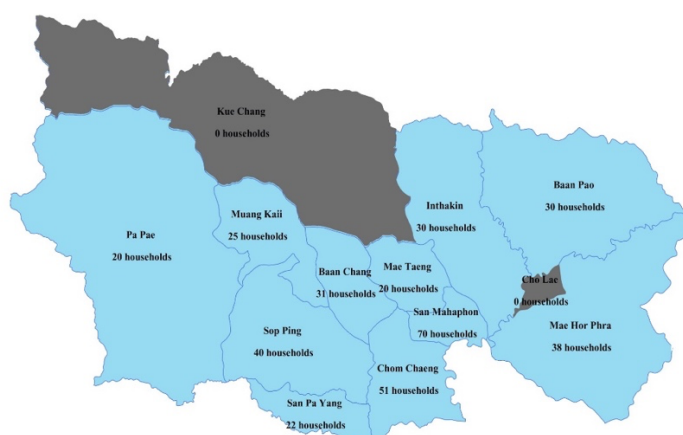 Kue Chang
0 households
Baan Pao
30 households
Inthakin
30 households
Muang Kaii
25 households
Pa Pae
20 households
Baan Chang
31 households
Mae Taeng
20 households
Cho Lae
0 households
San Mahaphon
70 households
Mae Hor Phra
38 households
Sop Ping
40 households
Chom Chaeng
51 households
San Pa Yang
22 households